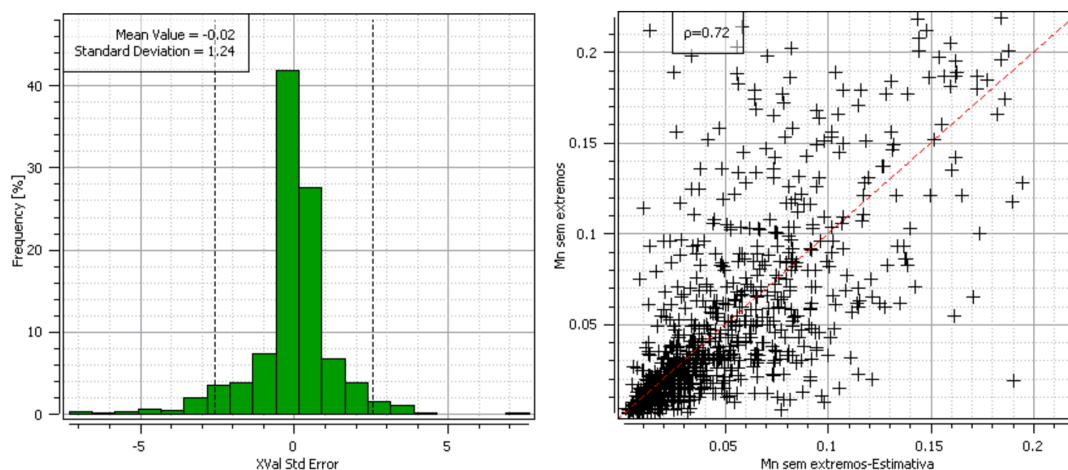 Mean Value = -0.02
Standard Deviation = 1.24
40
30
20
10
0
Frequency [%]
-5
0
5
XVal Std Error
ρ=0.72
0.2
0.15
0.1
0.05
Mn sem extremos
0.05
0.1
0.15
0.2
Mn sem extremos-Estimativa